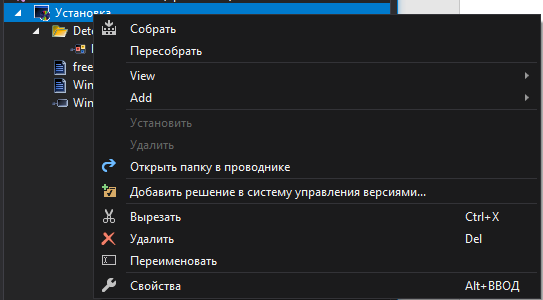 Установка
Собрать
Пересобрать
free
View
Win
Add
Win
Установить
Удалить
Открыть папку в проводнике
Добавить решение в систему управления версиями...
Вырезать Ctrl+X
Удалить Del
Переименовать
Свойства Alt+ВВОД